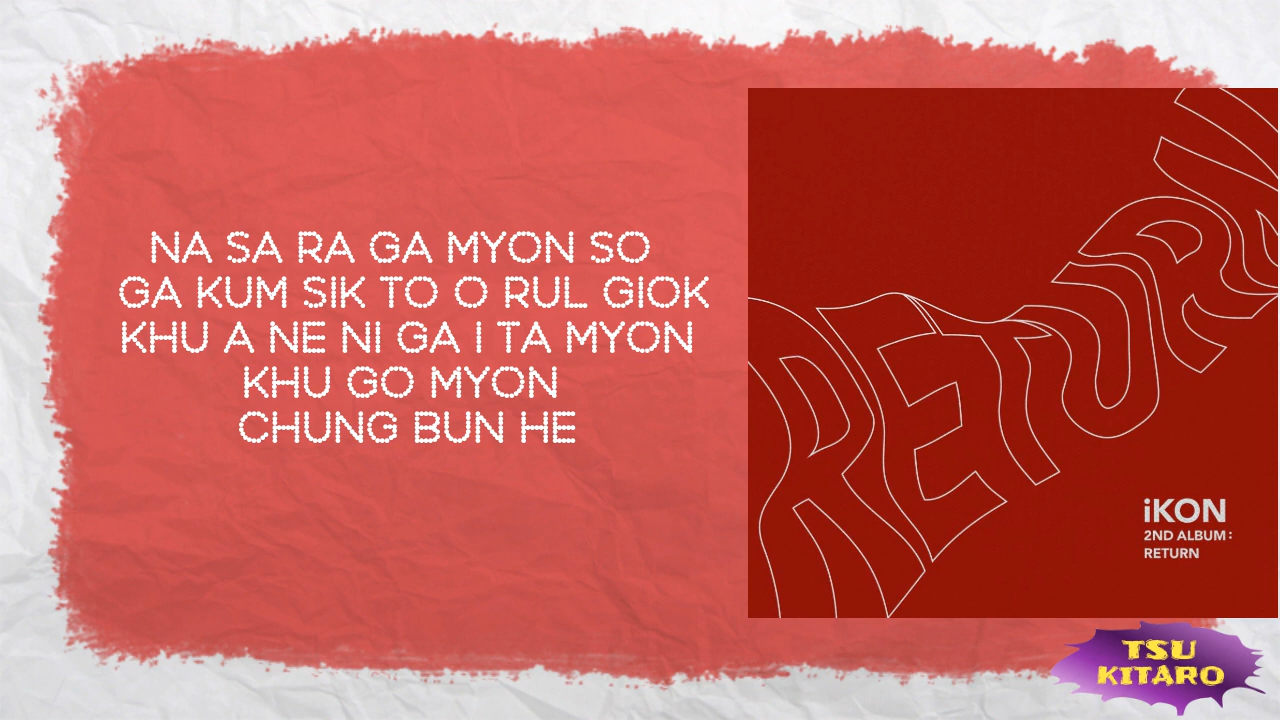 NA SA RA GA MYON SO
GA KUM SIK TO O RUL GIOK
KHU A NE NI GA I TA MYON
KHU GO MYON
CHUNG BUN HE
RETURN
iKON
2ND ALBUM:
RETURN
TSU
KITARO